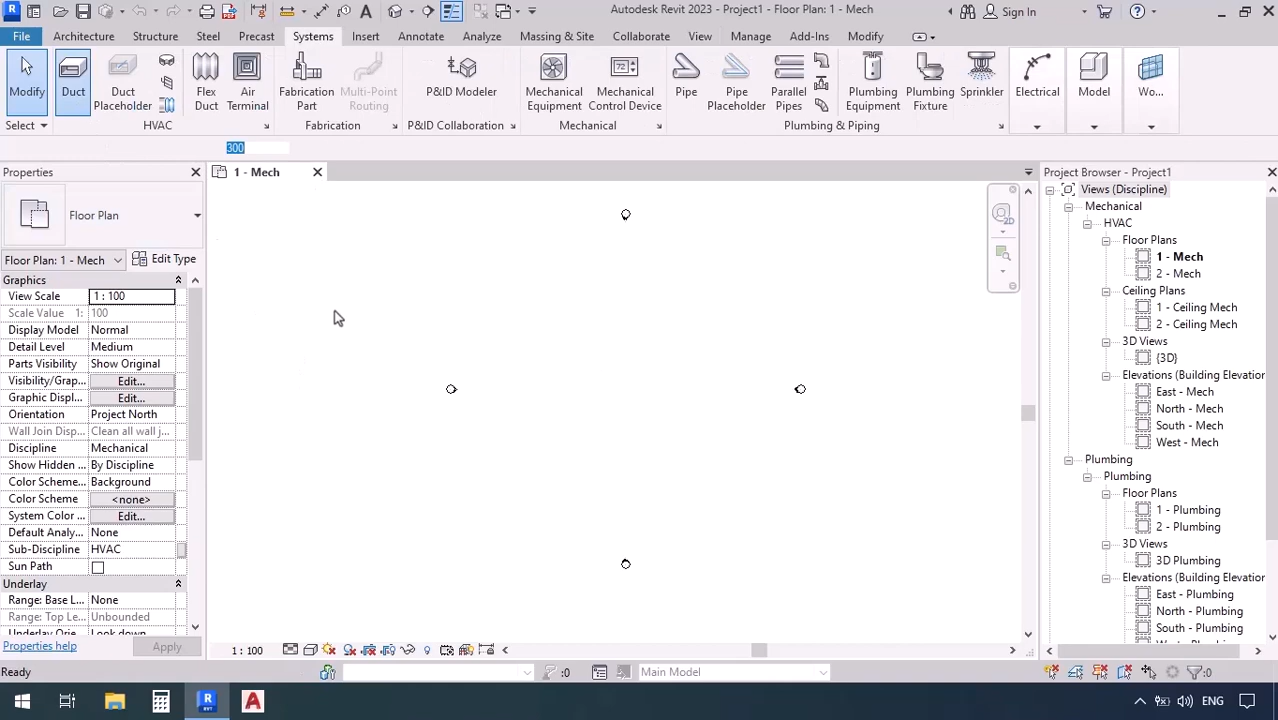 Autodesk Revit 2023 - Project1 - Floor Plan: 1 - Mech
Sign In
File Architecture Structure Steel Precast Systems Insert Annotate Analyze Massing & Site Collaborate View Manage Add-Ins Modify
Modify
Duct
Duct Placeholder
Flex Duct
Air Terminal
Fabrication Part
Multi-Point Routing
P&ID Modeler
Mechanical Equipment
Mechanical Control Device
Pipe
Pipe Placeholder
Parallel Pipes
Plumbing Equipment
Plumbing Fixture
Sprinkler
Electrical
Model
Wo...
Select HVAC Fabrication P&ID Collaboration Mechanical Plumbing & Piping
300
Properties
1 - Mech
Project Browser - Project1
Floor Plan
Floor Plan: 1 - Mech
Edit Type
Graphics
View Scale 1 : 100
Scale Value 1: 100
Display Model Normal
Detail Level Medium
Parts Visibility Show Original
Visibility/Grap... Edit...
Graphic Displ... Edit...
Orientation Project North
Wall Join Disp... Clean all wall j...
Discipline Mechanical
Show Hidden ... By Discipline
Color Scheme... Background
Color Scheme <none>
System Color ... Edit...
Default Analy... None
Sub-Discipline HVAC
Sun Path
Underlay
Range: Base L... None
Range: Top Le... Unbounded
Properties help
Apply
2D
Views (Discipline)
Mechanical
HVAC
Floor Plans
1 - Mech
2 - Mech
Ceiling Plans
1 - Ceiling Mech
2 - Ceiling Mech
3D Views
{3D}
Elevations (Building Elevation
East - Mech
North - Mech
South - Mech
West - Mech
Plumbing
Plumbing
Floor Plans
1 - Plumbing
2 - Plumbing
3D Views
3D Plumbing
Elevations (Building Elevation
East - Plumbing
North - Plumbing
South - Plumbing
1 : 100
Ready
:0
Main Model
:0
ENG